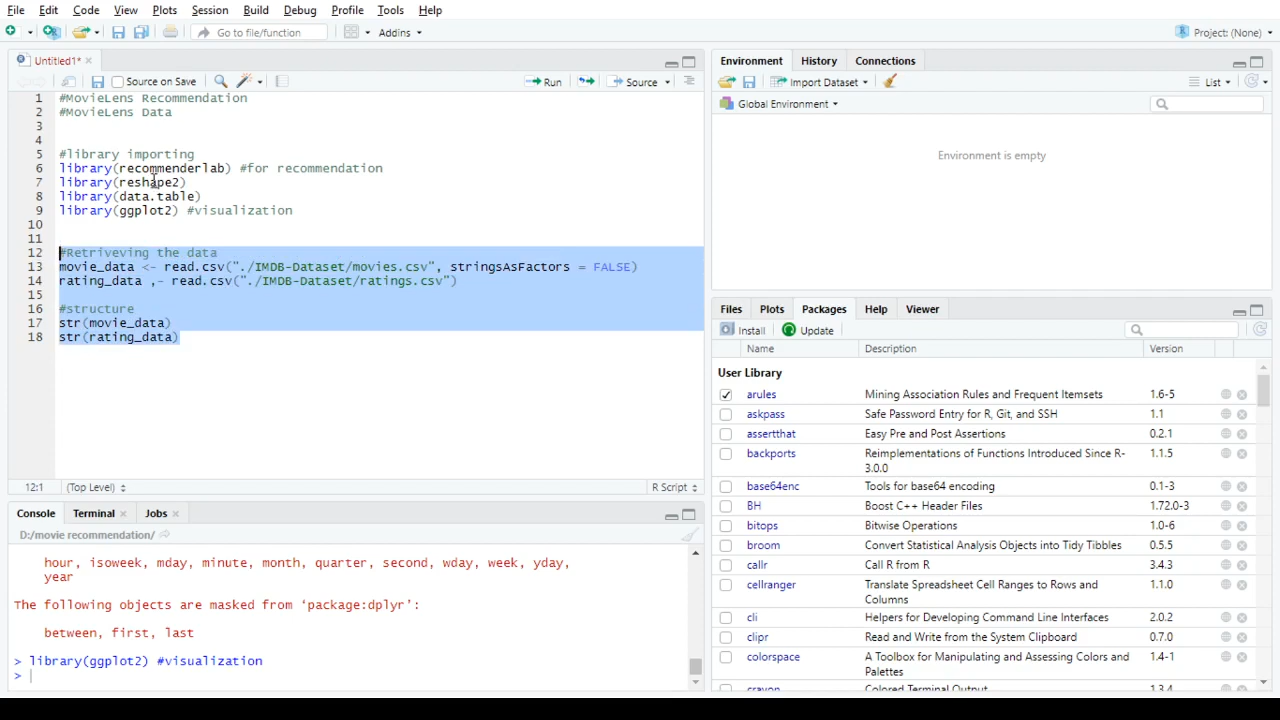 File Edit Code View Plots Session Build Debug Profile Tools Help
Go to file/function Addins Project: (None)
Untitled1*
Source on Save Run Source
1 #MovieLens Recommendation
2 #MovieLens Data
3
4
5 #library importing
6 library(recommenderlab) #for recommendation
7 library(reshape2)
8 library(data.table)
9 library(ggplot2) #visualization
10
11
12 #Retriveving the data
13 movie_data <- read.csv("./IMDB-Dataset/movies.csv", stringsAsFactors = FALSE)
14 rating_data ,- read.csv("./IMDB-Dataset/ratings.csv")
15
16 #structure
17 str(movie_data)
18 str(rating_data)
12:1 (Top Level) R Script
Console Terminal Jobs
D:/movie recommendation/
hour, isoweek, mday, minute, month, quarter, second, wday, week, yday,
year
The following objects are masked from ‘package:dplyr’:
between, first, last
> library(ggplot2) #visualization
>
Environment History Connections
Import Dataset List
Global Environment
Environment is empty
Files Plots Packages Help Viewer
Install Update
Name Description Version
User Library
arules Mining Association Rules and Frequent Itemsets 1.6-5
askpass Safe Password Entry for R, Git, and SSH 1.1
assertthat Easy Pre and Post Assertions 0.2.1
backports Reimplementations of Functions Introduced Since R- 1.1.5
3.0.0
base64enc Tools for base64 encoding 0.1-3
BH Boost C++ Header Files 1.72.0-3
bitops Bitwise Operations 1.0-6
broom Convert Statistical Analysis Objects into Tidy Tibbles 0.5.5
callr Call R from R 3.4.3
cellranger Translate Spreadsheet Cell Ranges to Rows and 1.1.0
Columns
cli Helpers for Developing Command Line Interfaces 2.0.2
clipr Read and Write from the System Clipboard 0.7.0
colorspace A Toolbox for Manipulating and Assessing Colors and 1.4-1
Palettes
crayon Colored Terminal Output 1.3.4